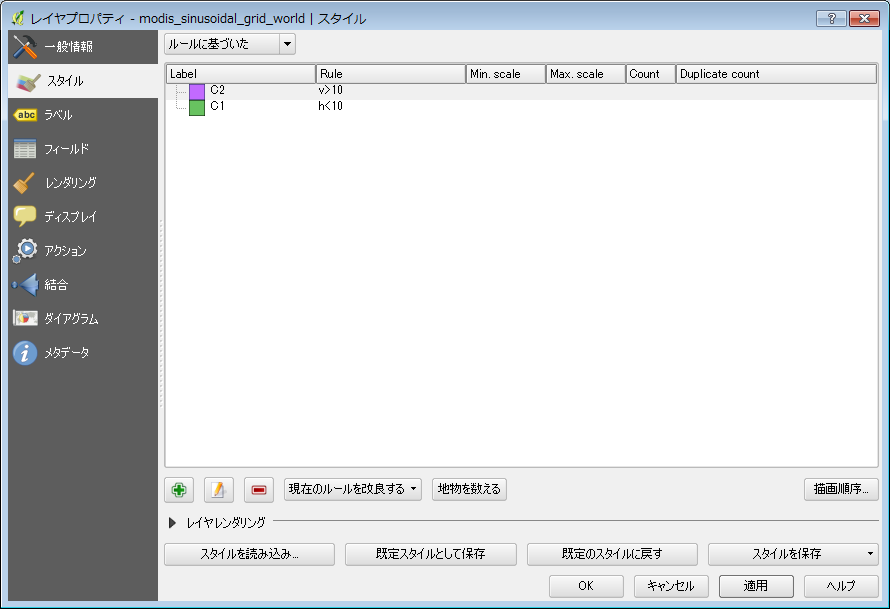 レイヤプロパティ - modis_sinusoidal_grid_world | スタイル
一般情報
スタイル
abc ラベル
フィールド
レンダリング
ディスプレイ
アクション
結合
ダイアグラム
メタデータ
ルールに基づいた
Label Rule Min. scale Max. scale Count Duplicate count
C2 v>10
C1 h<10
現在のルールを改良する 地物を数える 描画順序...
レイヤレンダリング
スタイルを読み込み... 既定スタイルとして保存 既定のスタイルに戻す スタイルを保存
OK キャンセル 適用 ヘルプ